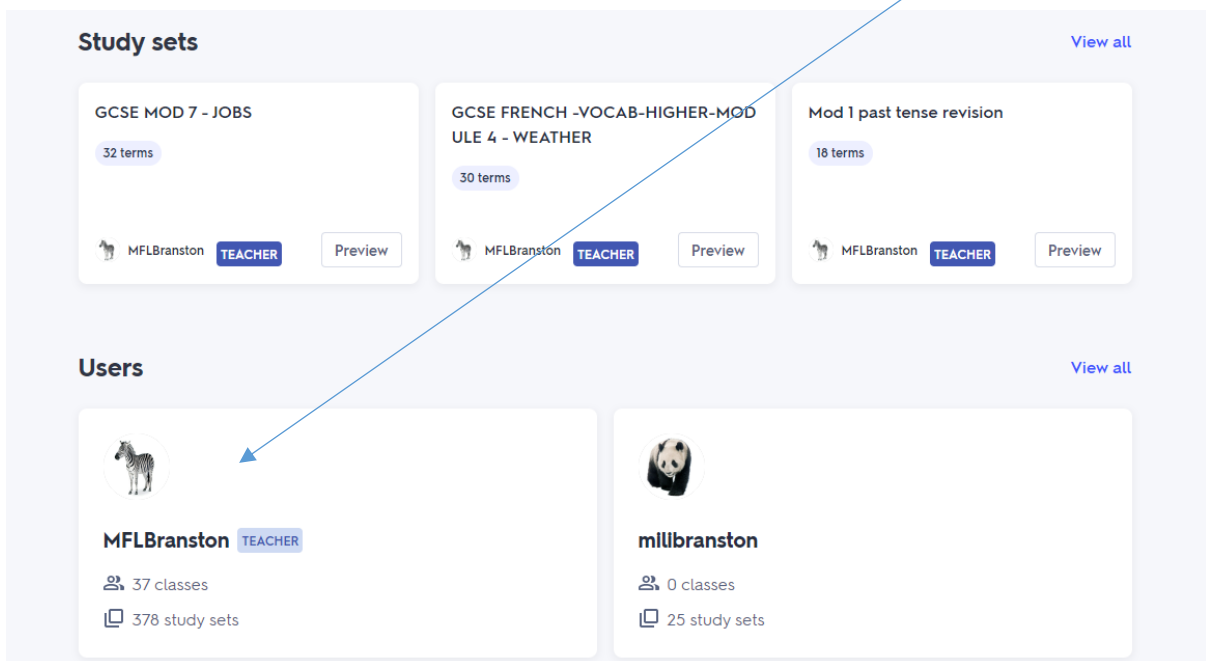 Study sets
View all
GCSE MOD 7 - JOBS
32 terms
MFLBranston TEACHER
Preview
GCSE FRENCH -VOCAB-HIGHER-MOD
ULE 4 - WEATHER
30 terms
MFLBranston TEACHER
Preview
Mod 1 past tense revision
18 terms
MFLBranston TEACHER
Preview
Users
View all
MFLBranston TEACHER
37 classes
378 study sets
milibranston
0 classes
25 study sets